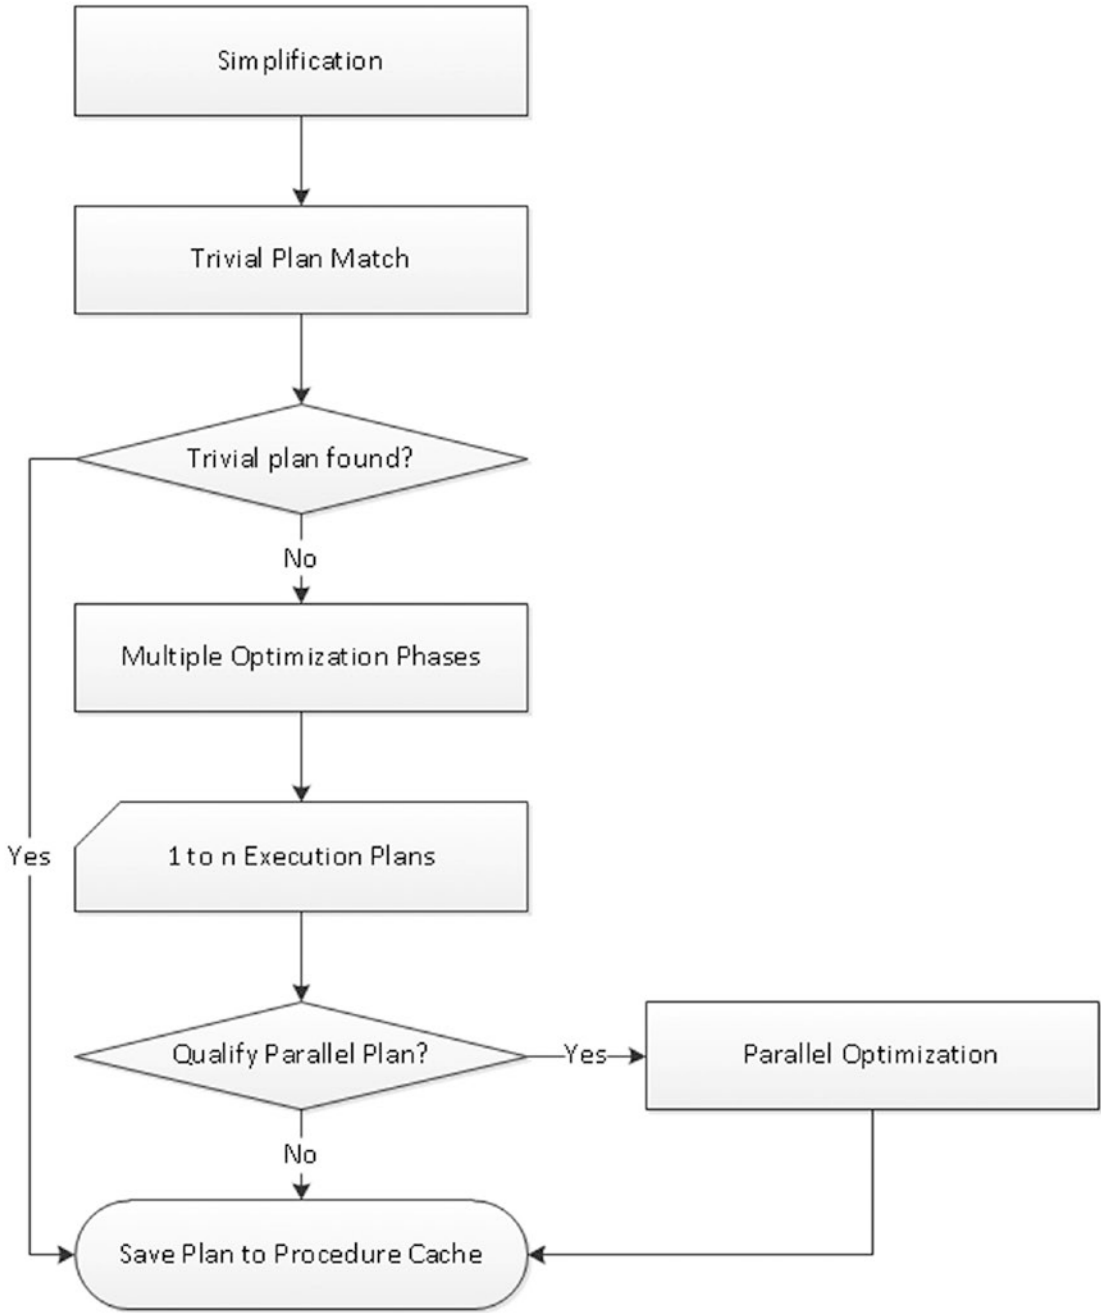 Simplification
Trivial Plan Match
Trivial plan found?
No
Multiple Optimization Phases
Yes
1 to n Execution Plans
Qualify Parallel Plan?
Yes
Parallel Optimization
No
Save Plan to Procedure Cache